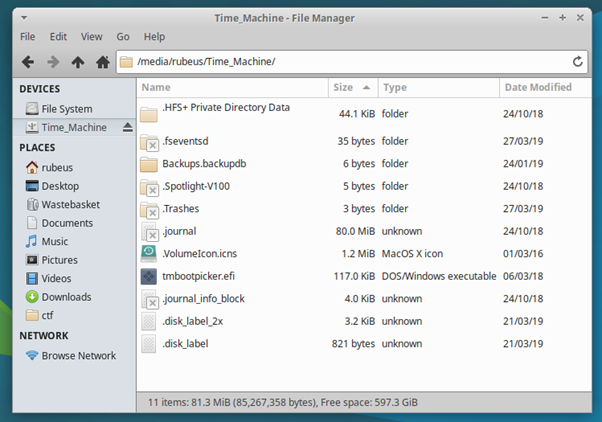 Time_Machine - File Manager
File Edit View Go Help
/media/rubeus/Time_Machine/
DEVICES
File System
Time_Machine
PLACES
rubeus
Desktop
Wastebasket
Documents
Music
Pictures
Videos
Downloads
ctf
NETWORK
Browse Network
Name Size Type Date Modified
.HFS+ Private Directory Data 44.1 KiB folder 24/10/18
.fseventsd 35 bytes folder 27/03/19
Backups.backupdb 6 bytes folder 24/01/19
.Spotlight-V100 5 bytes folder 24/10/18
.Trashes 3 bytes folder 27/03/19
.journal 80.0 MiB unknown 24/10/18
.VolumeIcon.icns 1.2 MiB MacOS X icon 01/03/16
tmbootpicker.efi 117.0 KiB DOS/Windows executable 06/03/18
.journal_info_block 4.0 KiB unknown 24/10/18
.disk_label_2x 3.2 KiB unknown 21/03/19
.disk_label 821 bytes unknown 21/03/19
11 items: 81.3 MiB (85,267,358 bytes), Free space: 597.3 GiB